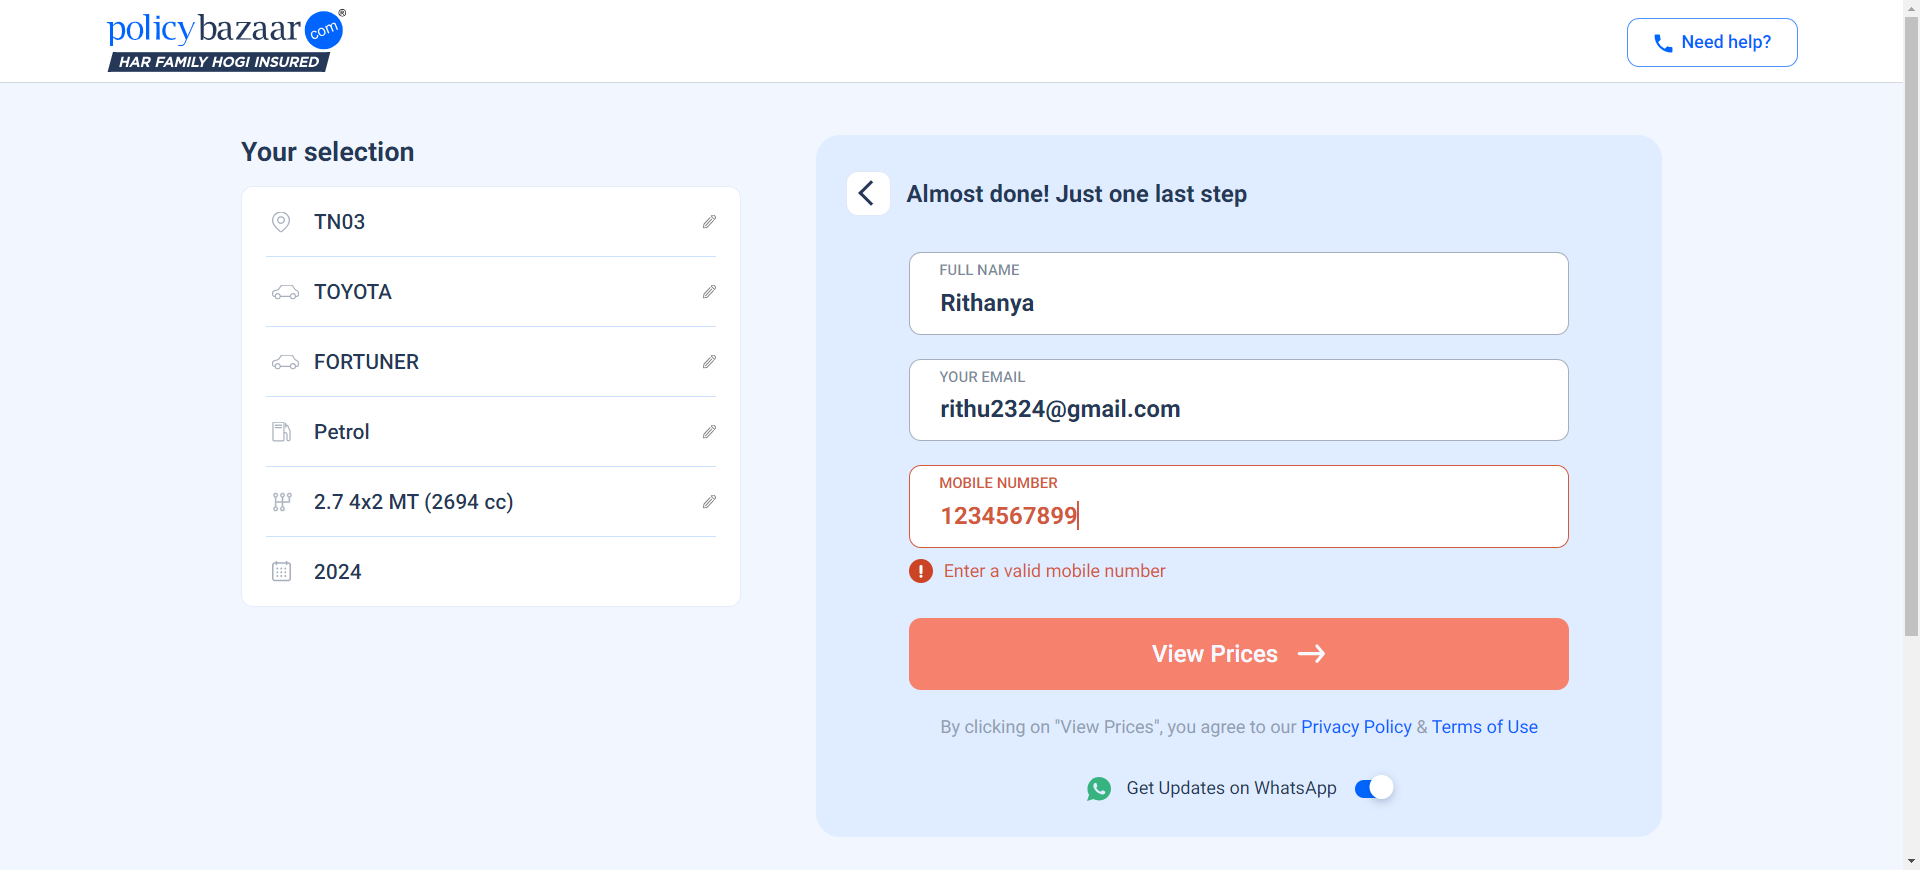 policybazaar.com®
HAR FAMILY HOGI INSURED
Need help?
Your selection
TN03
TOYOTA
FORTUNER
Petrol
2.7 4x2 MT (2694 cc)
2024
Almost done! Just one last step
FULL NAME
Rithanya
YOUR EMAIL
rithu2324@gmail.com
MOBILE NUMBER
1234567899
Enter a valid mobile number
View Prices
By clicking on "View Prices", you agree to our Privacy Policy & Terms of Use
Get Updates on WhatsApp